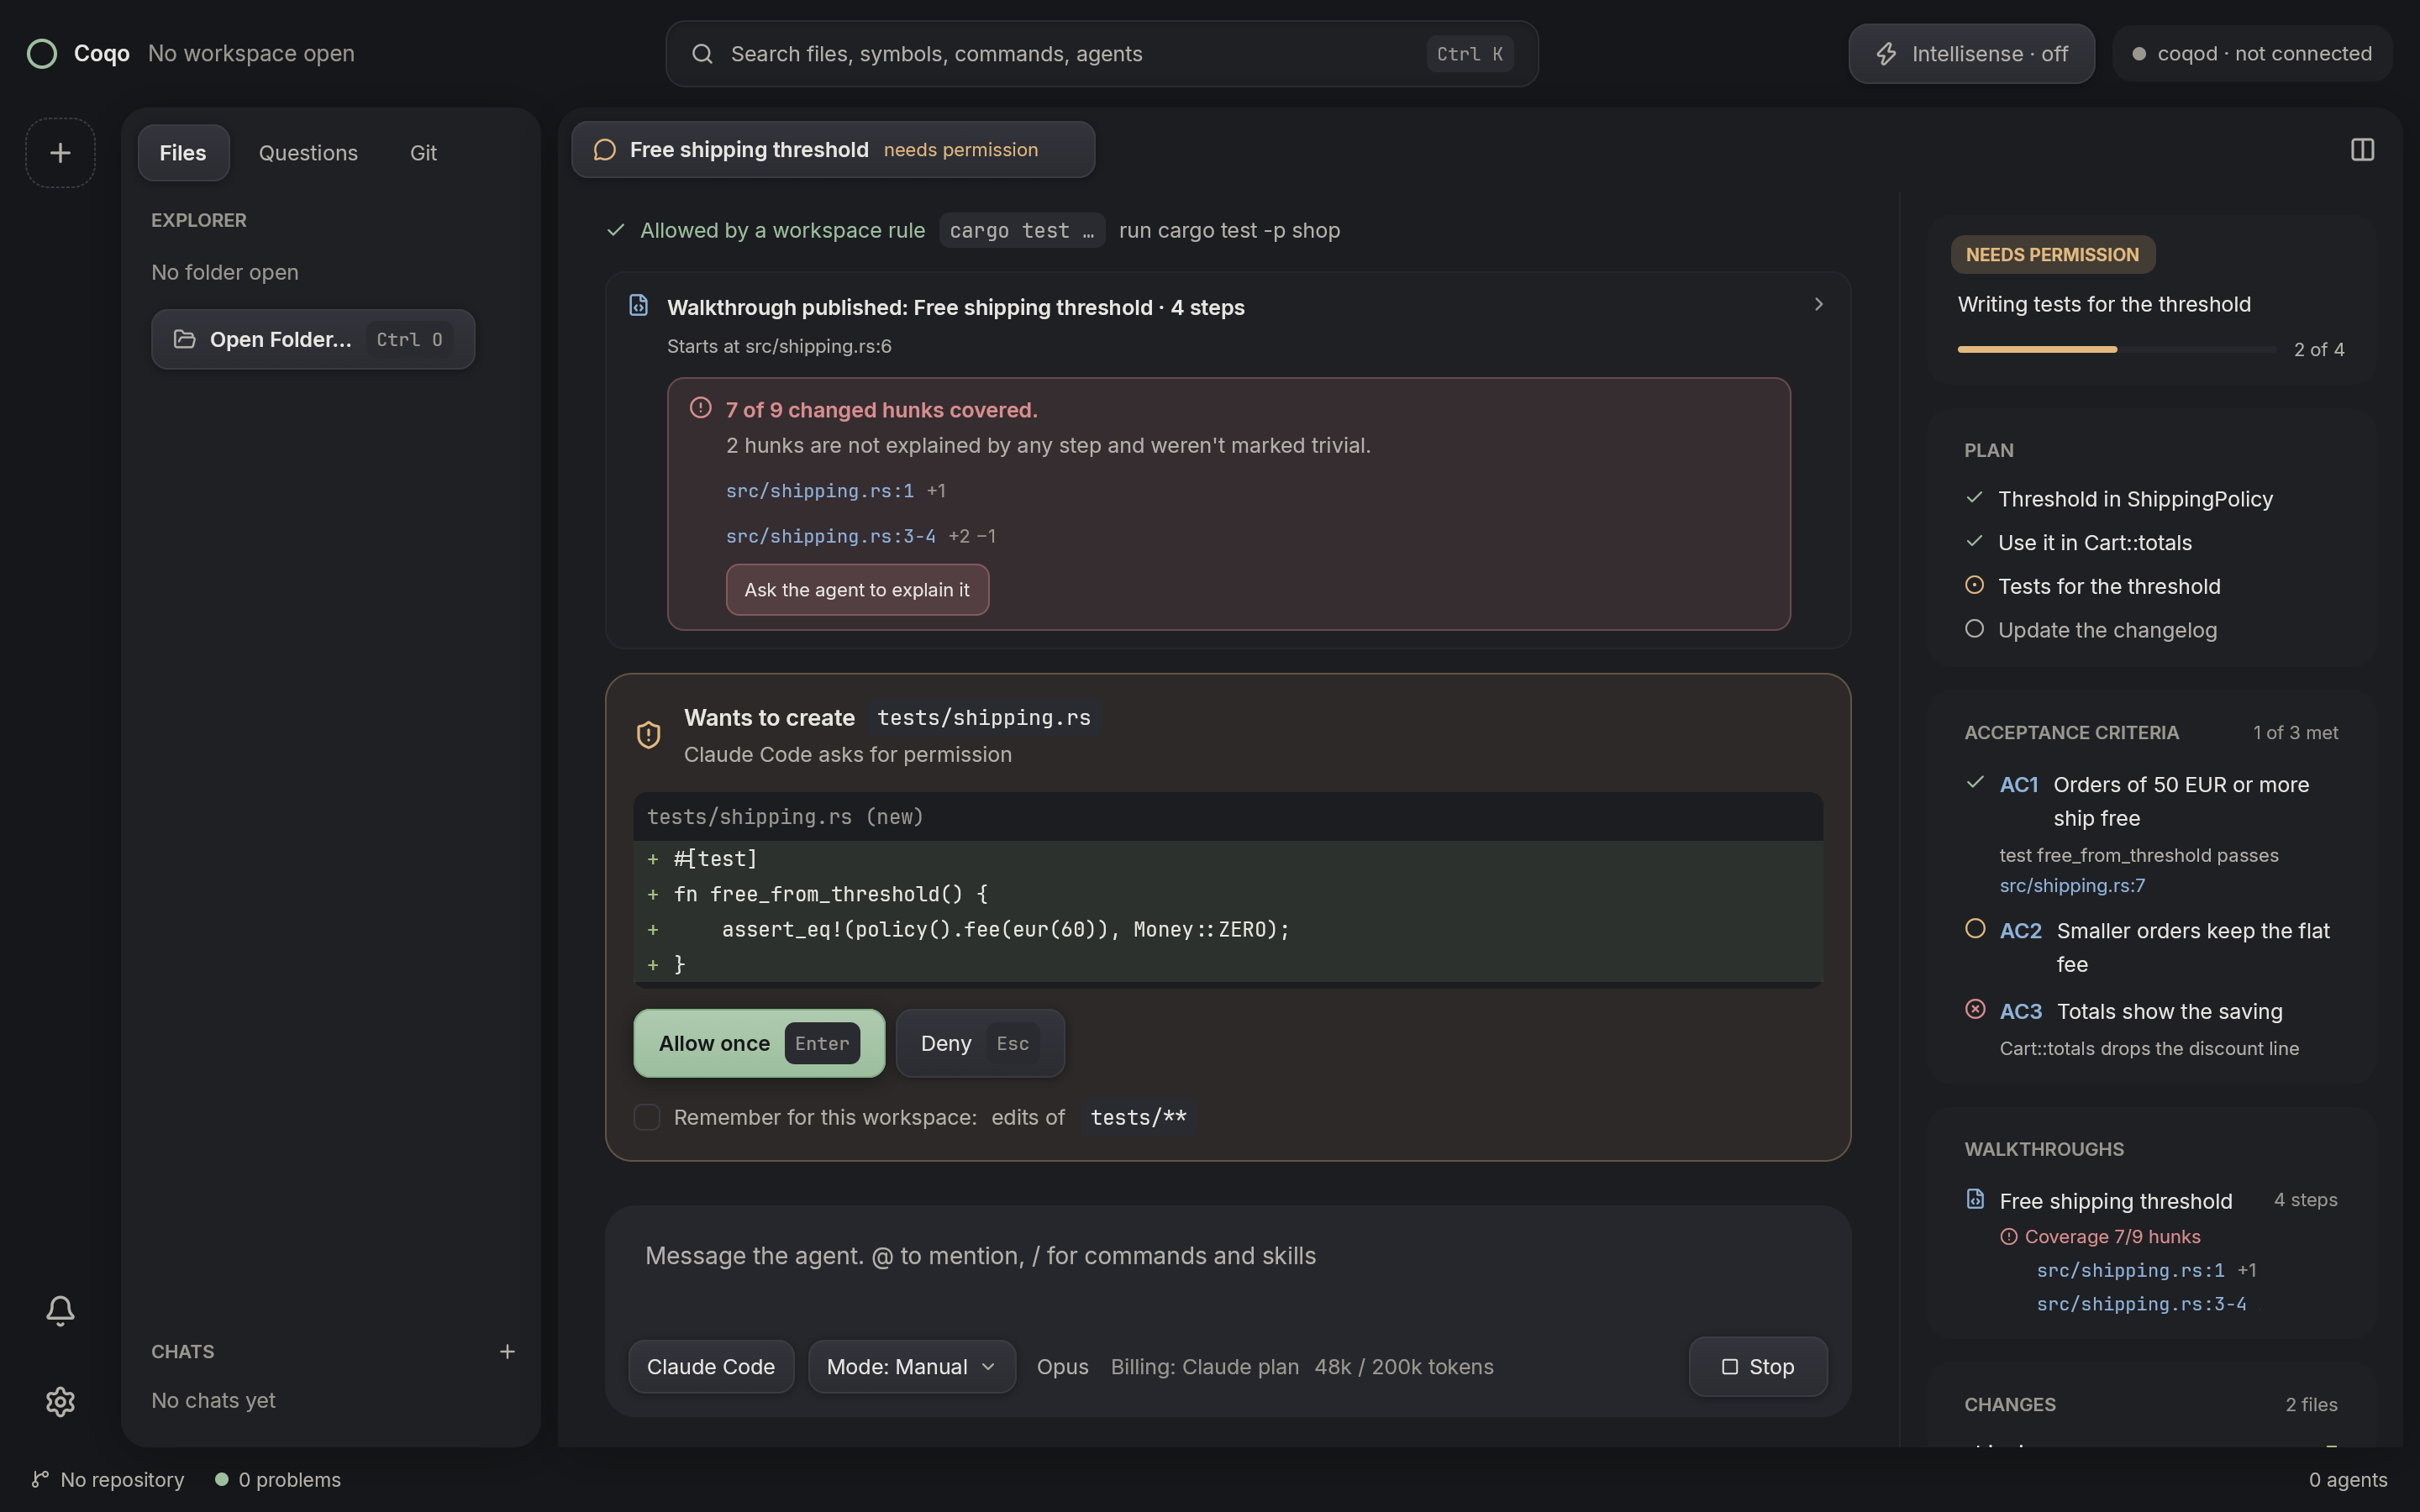 Coqo No workspace open
Search files, symbols, commands, agents Ctrl K
Intellisense · off
coqod · not connected
Files Questions Git
EXPLORER
No folder open
Open Folder... Ctrl O
CHATS
No chats yet
Free shipping threshold needs permission
Allowed by a workspace rule cargo test … run cargo test -p shop
Walkthrough published: Free shipping threshold · 4 steps
Starts at src/shipping.rs:6
7 of 9 changed hunks covered.
2 hunks are not explained by any step and weren't marked trivial.
src/shipping.rs:1 +1
src/shipping.rs:3-4 +2 −1
Ask the agent to explain it
Wants to create tests/shipping.rs
Claude Code asks for permission
tests/shipping.rs (new)
+ #[test]
+ fn free_from_threshold() {
+ assert_eq!(policy().fee(eur(60)), Money::ZERO);
+ }
Allow once Enter
Deny Esc
Remember for this workspace: edits of tests/**
Message the agent. @ to mention, / for commands and skills
Claude Code Mode: Manual Opus Billing: Claude plan 48k / 200k tokens Stop
NEEDS PERMISSION
Writing tests for the threshold
2 of 4
PLAN
Threshold in ShippingPolicy
Use it in Cart::totals
Tests for the threshold
Update the changelog
ACCEPTANCE CRITERIA 1 of 3 met
AC1 Orders of 50 EUR or more
ship free
test free_from_threshold passes
src/shipping.rs:7
AC2 Smaller orders keep the flat
fee
AC3 Totals show the saving
Cart::totals drops the discount line
WALKTHROUGHS
Free shipping threshold 4 steps
Coverage 7/9 hunks
src/shipping.rs:1 +1
src/shipping.rs:3-4
CHANGES 2 files
No repository 0 problems
0 agents